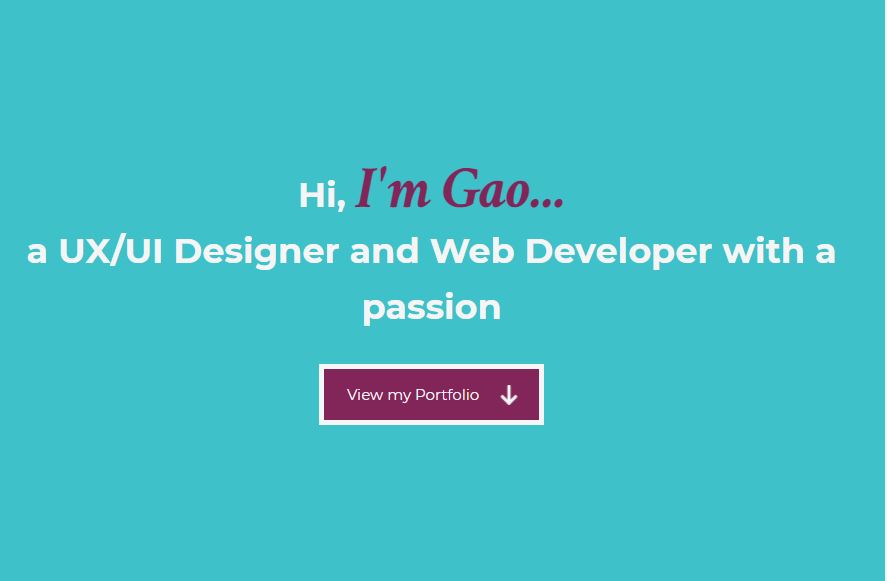 Hi, I'm Gao...
a UX/UI Designer and Web Developer with a
passion
View my Portfolio